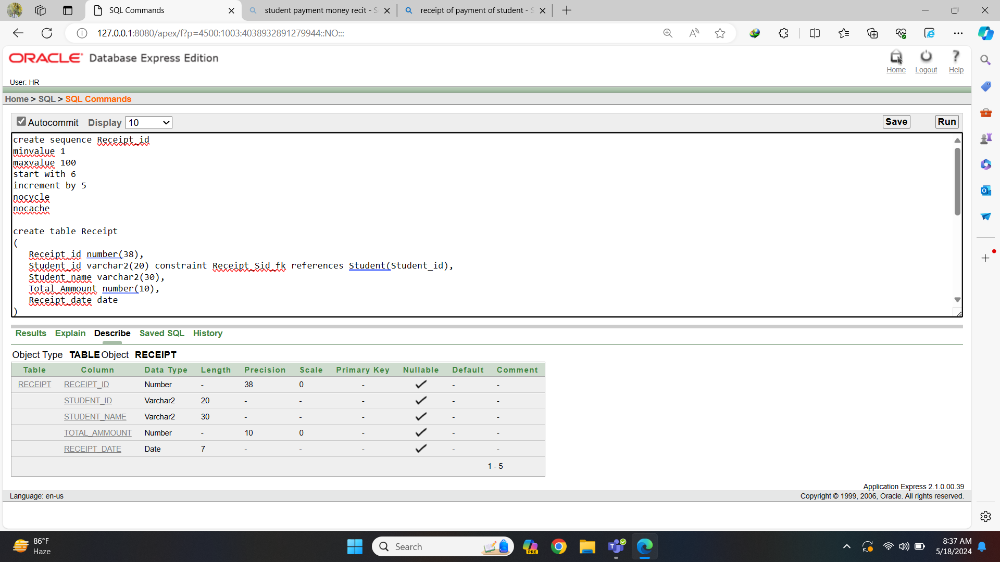 SQL Commands
student payment money recit - S
receipt of payment of student - S
127.0.0.1:8080/apex/f?p=4500:1003:4038932891279944::NO:::
ORACLE Database Express Edition
Home Logout Help
User: HR
Home > SQL > SQL Commands
Autocommit Display 10 Save Run
create sequence Receipt_id
minvalue 1
maxvalue 100
start with 6
increment by 5
nocycle
nocache
create table Receipt
(
Receipt_id number(38),
Student_id varchar2(20) constraint Receipt_Sid_fk references Student(Student_id),
Student_name varchar2(30),
Total_Ammount number(10),
Receipt_date date
)
Results Explain Describe Saved SQL History
Object Type TABLE Object RECEIPT
Table Column Data Type Length Precision Scale Primary Key Nullable Default Comment
RECEIPT RECEIPT_ID Number - 38 0 - ✓ - -
STUDENT_ID Varchar2 20 - - - ✓ - -
STUDENT_NAME Varchar2 30 - - - ✓ - -
TOTAL_AMMOUNT Number - 10 0 - ✓ - -
RECEIPT_DATE Date 7 - - - ✓ - -
1 - 5
Application Express 2.1.0.00.39
Language: en-us Copyright © 1999, 2006, Oracle. All rights reserved.
86°F
Haze
Search
PRE
8:37 AM
5/18/2024